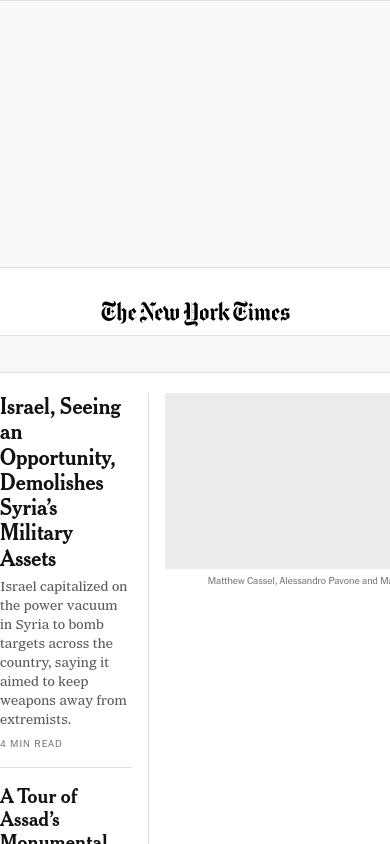 The New York Times
Israel, Seeing
an
Opportunity,
Demolishes
Syria's
Military
Assets
Israel capitalized on
the power vacuum
in Syria to bomb
targets across the
country, saying it
aimed to keep
weapons away from
extremists.
4 MIN READ
Matthew Cassel, Alessandro Pavone and
A Tour of
Assad's
Monumental